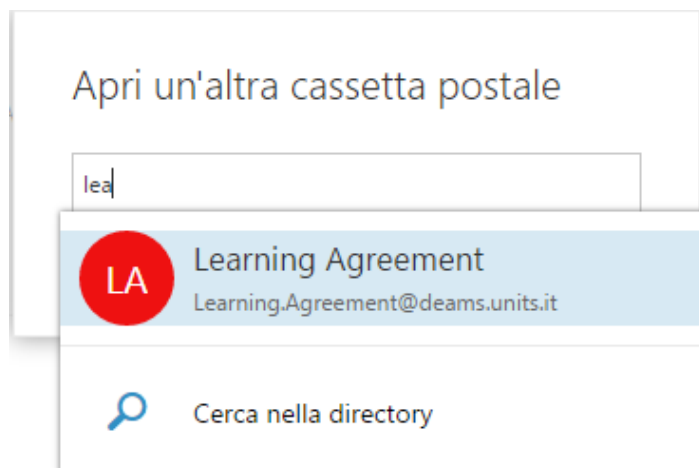 Apri un'altra cassetta postale
lea
LA
Learning Agreement
Learning.Agreement@deams.units.it
Cerca nella directory